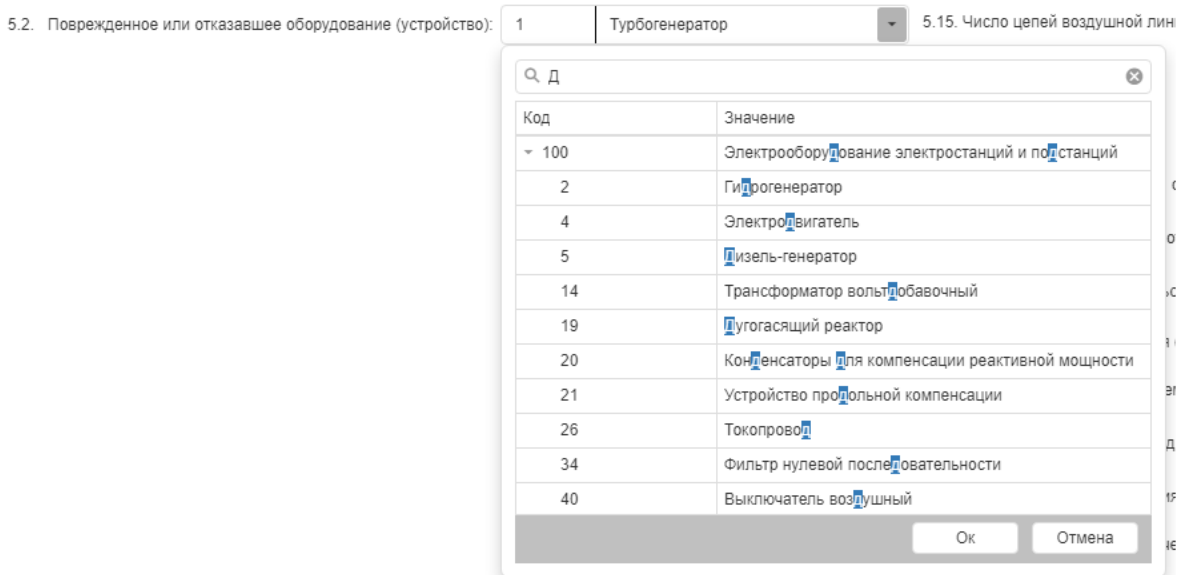 5.2. Поврежденное или отказавшее оборудование (устройство): 1 Турбогенератор 5.15. Число цепей воздушной
Д
Код Значение
100 Электрооборудование электростанций и подстанций
2 Гидрогенератор
4 Электродвигатель
5 Дизель-генератор
14 Трансформатор вольтдобавочный
19 Дугогасящий реактор
20 Конденсаторы для компенсации реактивной мощности
21 Устройство продольной компенсации
26 Токопровод
34 Фильтр нулевой последовательности
40 Выключатель воздушный
Ок Отмена